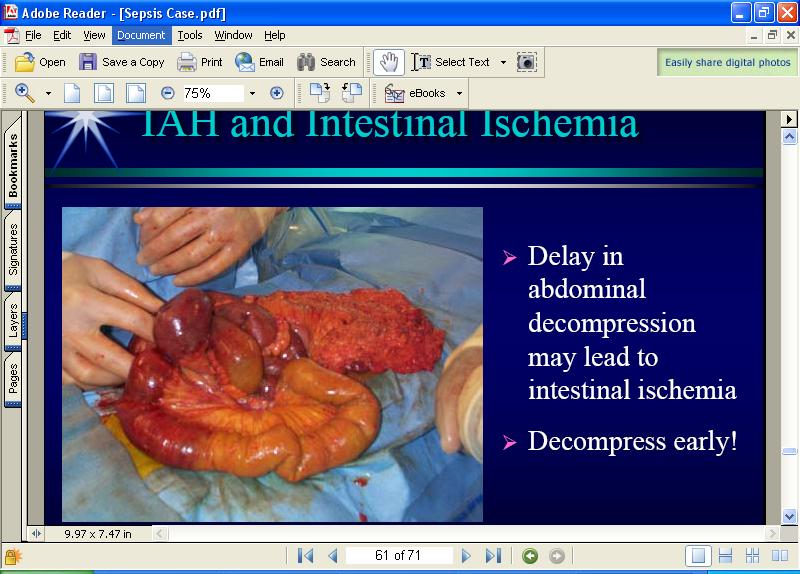 Adobe Reader - [Sepsis Case.pdf]
File Edit View Document Tools Window Help
Open Save a Copy Print Email Search Select Text Easily share digital photos
75% eBooks
IAH and Intestinal Ischemia
Bookmarks
Signatures
Layers
Pages
Delay in
abdominal
decompression
may lead to
intestinal ischemia
Decompress early!
9.97 x 7.47 in
61 of 71